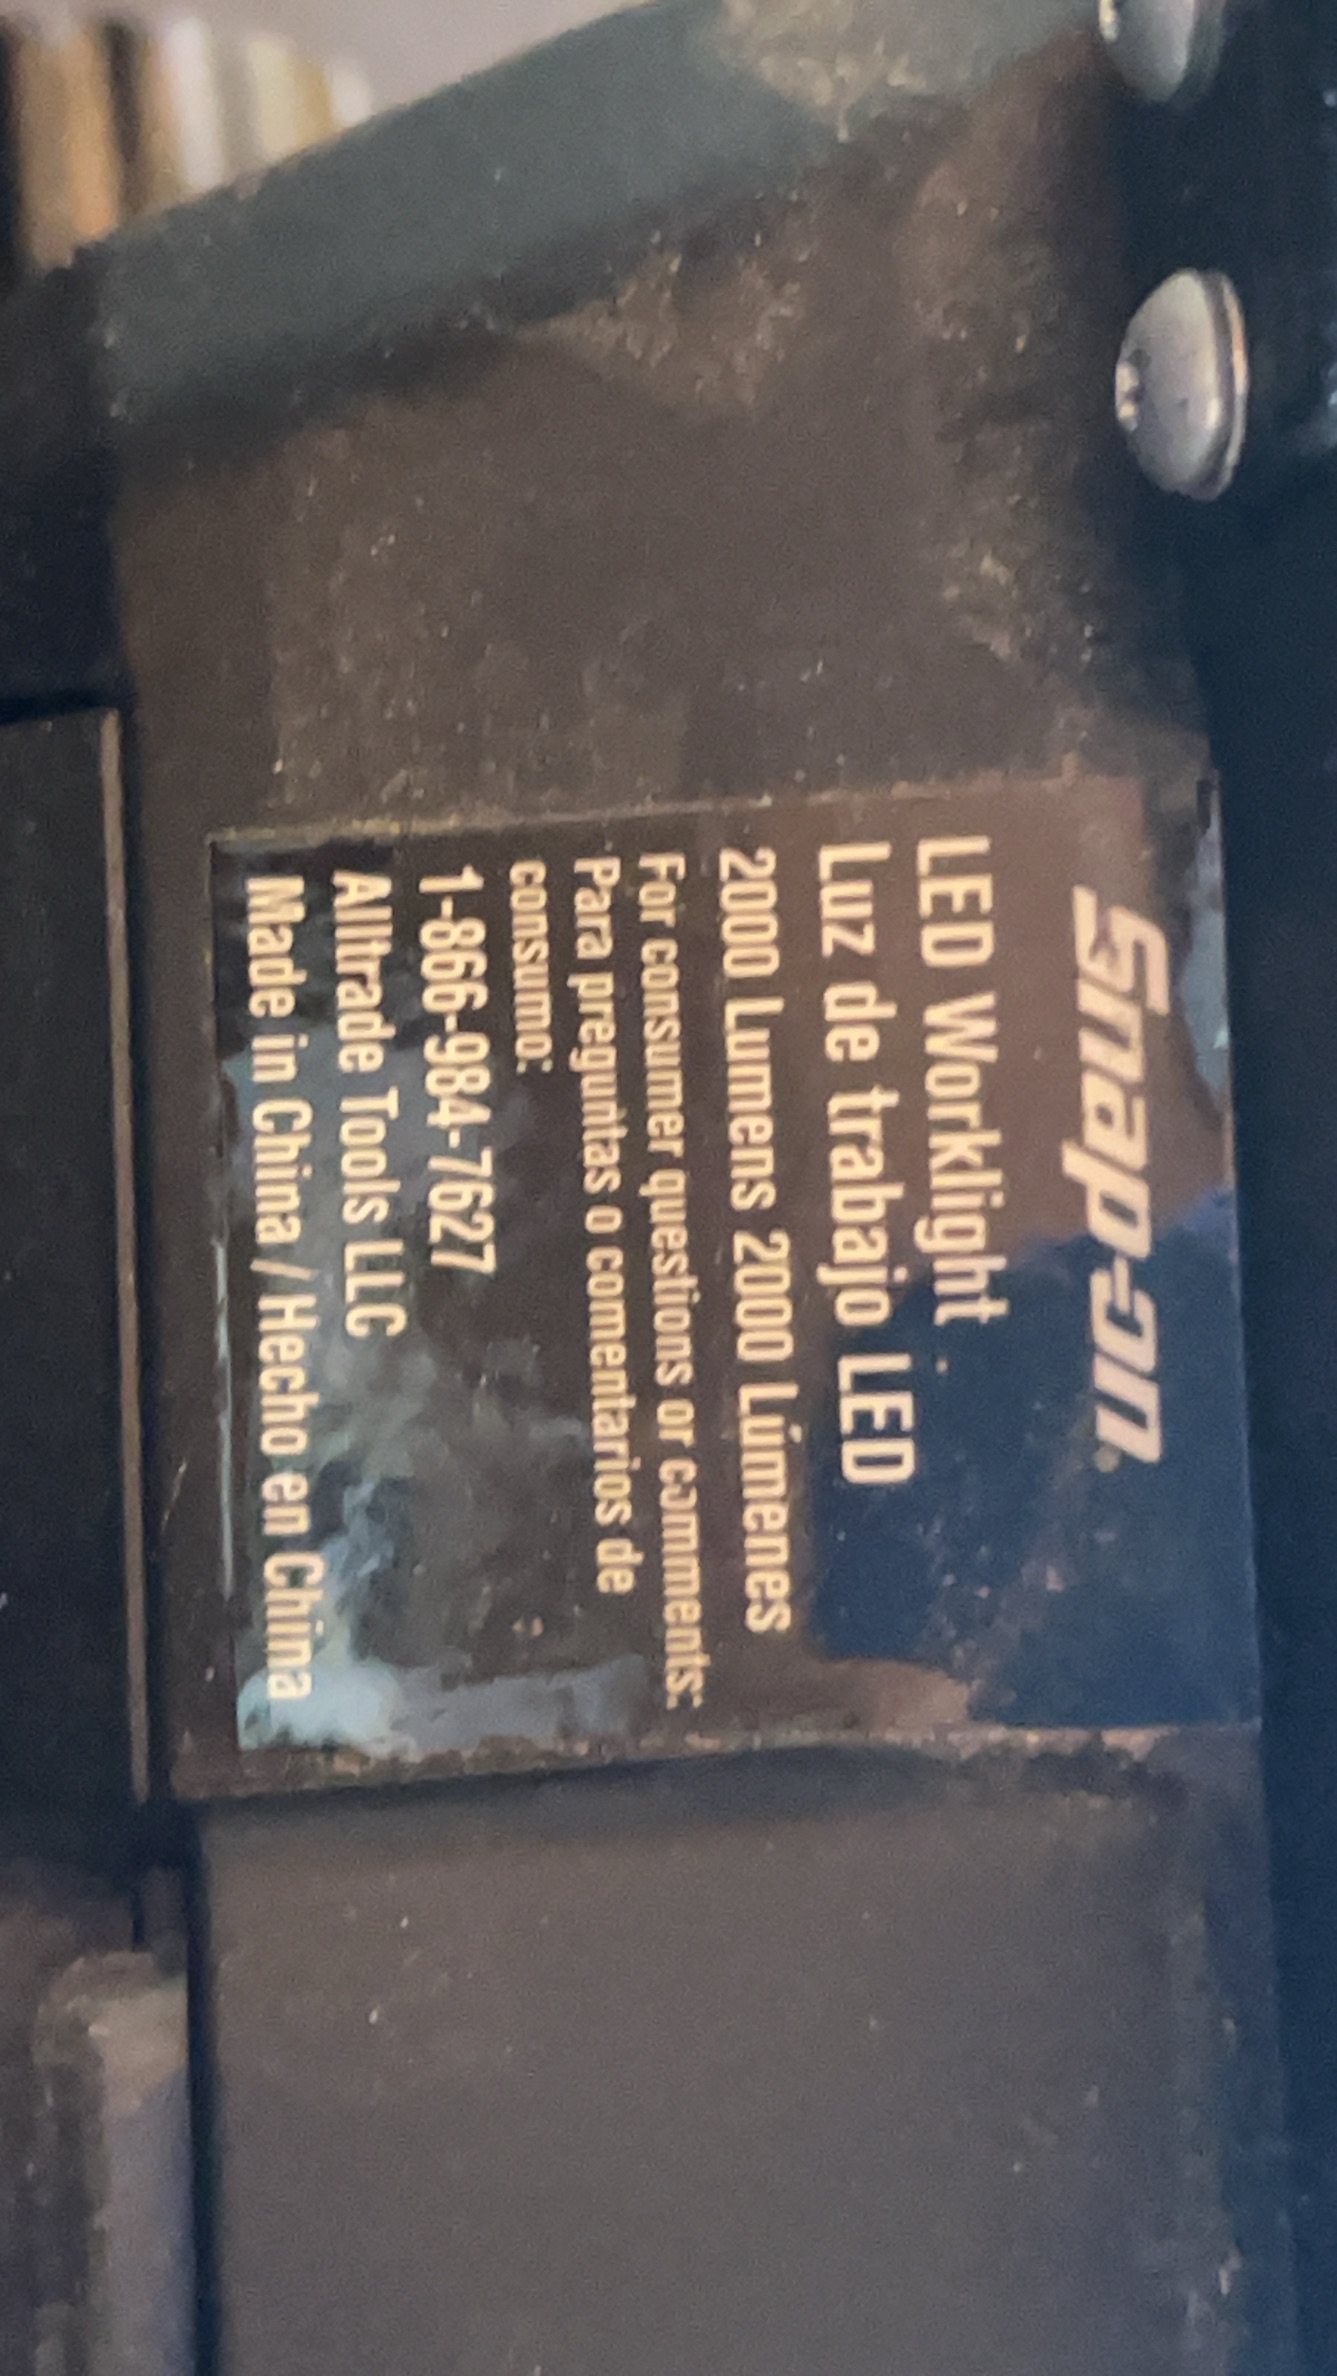 Snap-on
LED Worklight
Luz de trabajo LED
2000 Lumens 2000 Lúmenes
For consumer questions or comments:
Para preguntas o comentarios de
consumo:
1-866-984-7627
Alltrade Tools LLC
Made in China / Hecho en China